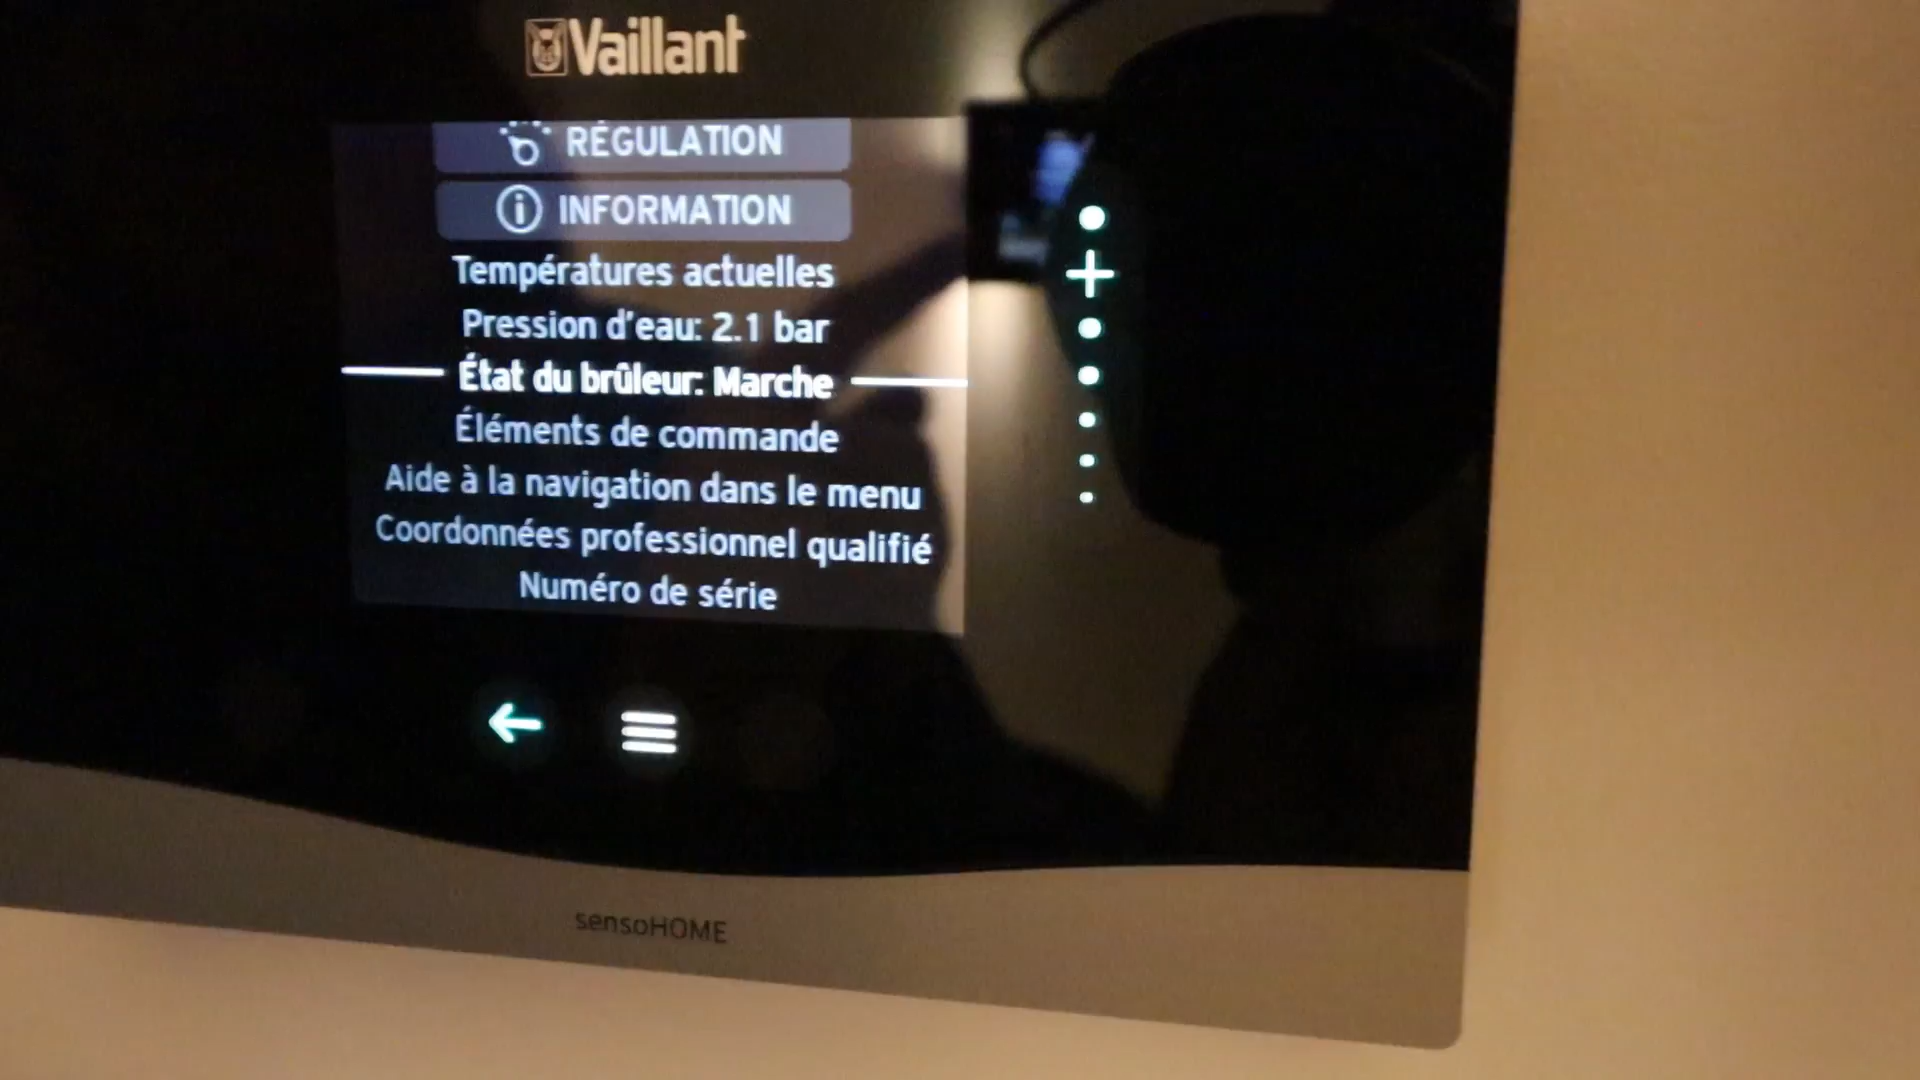 Vaillant
RÉGULATION
INFORMATION
Températures actuelles
Pression d'eau: 2.1 bar
État du brûleur: Marche
Éléments de commande
Aide à la navigation dans le menu
Coordonnées professionnel qualifié
Numéro de série
sensoHOME